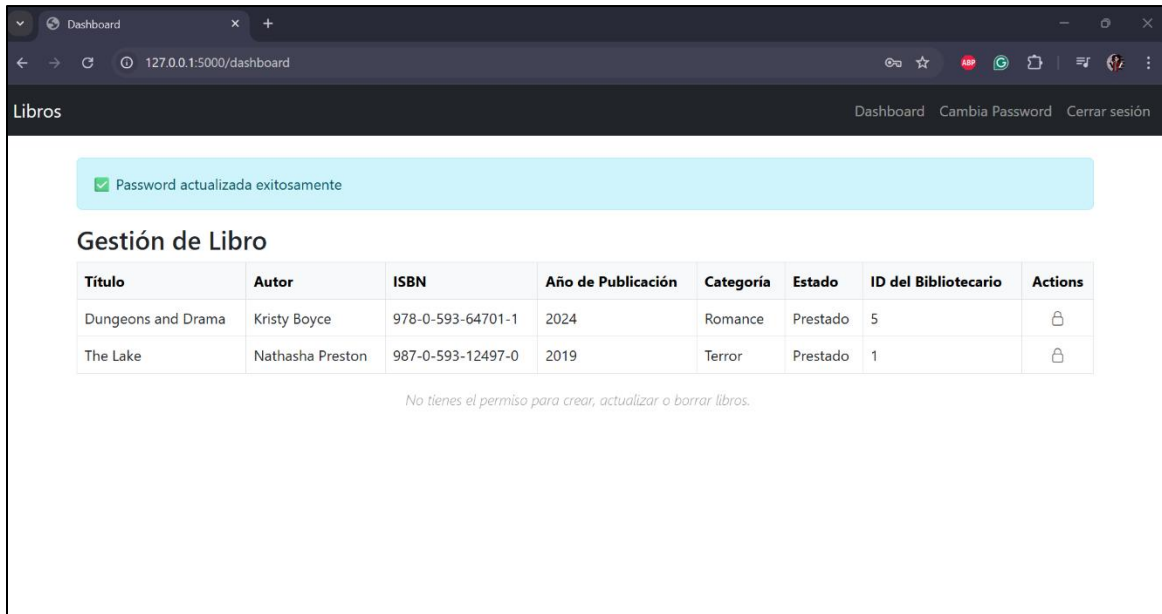 Dashboard
127.0.0.1:5000/dashboard
ABP
Libros Dashboard Cambia Password Cerrar sesión
Password actualizada exitosamente
Gestión de Libro
Título Autor ISBN Año de Publicación Categoría Estado ID del Bibliotecario Actions
Dungeons and Drama Kristy Boyce 978-0-593-64701-1 2024 Romance Prestado 5
The Lake Nathasha Preston 987-0-593-12497-0 2019 Terror Prestado 1
No tienes el permiso para crear, actualizar o borrar libros.